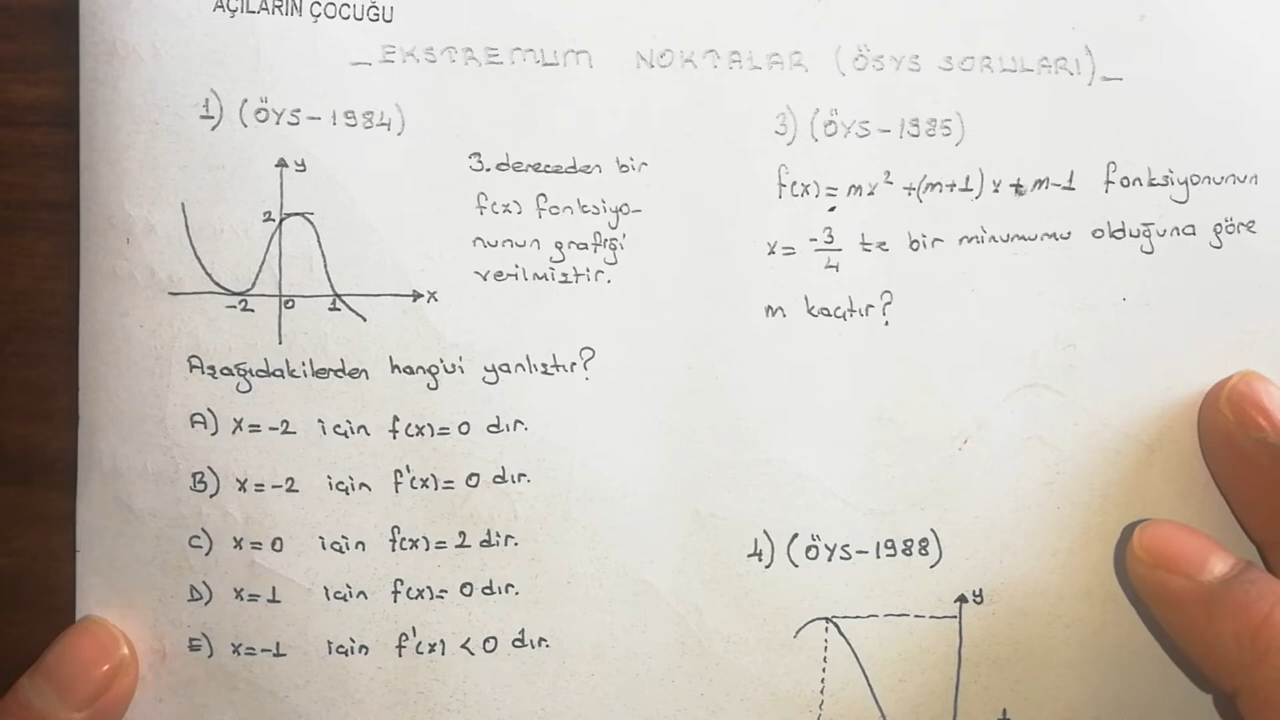 AÇILARIN ÇOCUĞU
_EKSTREMUM NOKTALAR (ÖSYS SORULARI)_
1) (ÖYS-1984)
y
2
-2 0 1 x
3. dereceden bir
f(x) fonksiyo-
nunun grafiği
verilmiştir.
Aşağıdakilerden hangisi yanlıştır?
A) x=-2 için f(x)=0 dır.
B) x=-2 için f'(x)=0 dır.
C) x=0 için f(x)=2 dir.
D) x=1 için f(x)=0 dır.
E) x=-1 için f'(x)<0 dır.
3) (ÖYS-1985)
f(x)=mx²+(m+1)x+m-1 fonksiyonunun
x= -3/4 te bir minumumu olduğuna göre
m kaçtır?
4) (ÖYS-1988)
y